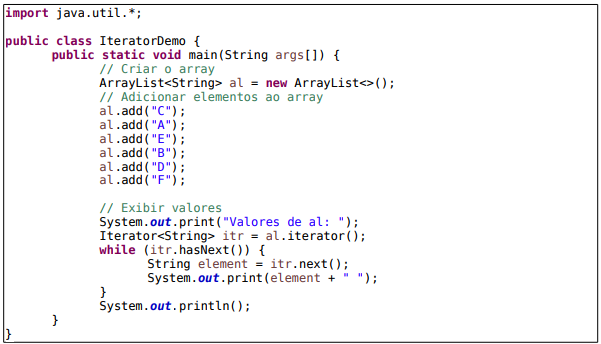 import java.util.*;

public class IteratorDemo {
    public static void main(String args[]) {
        // Criar o array
        ArrayList<String> al = new ArrayList<>();
        // Adicionar elementos ao array
        al.add("C");
        al.add("A");
        al.add("E");
        al.add("B");
        al.add("D");
        al.add("F");

        // Exibir valores
        System.out.print("Valores de al: ");
        Iterator<String> itr = al.iterator();
        while (itr.hasNext()) {
            String element = itr.next();
            System.out.print(element + " ");
        }
        System.out.println();
    }
}